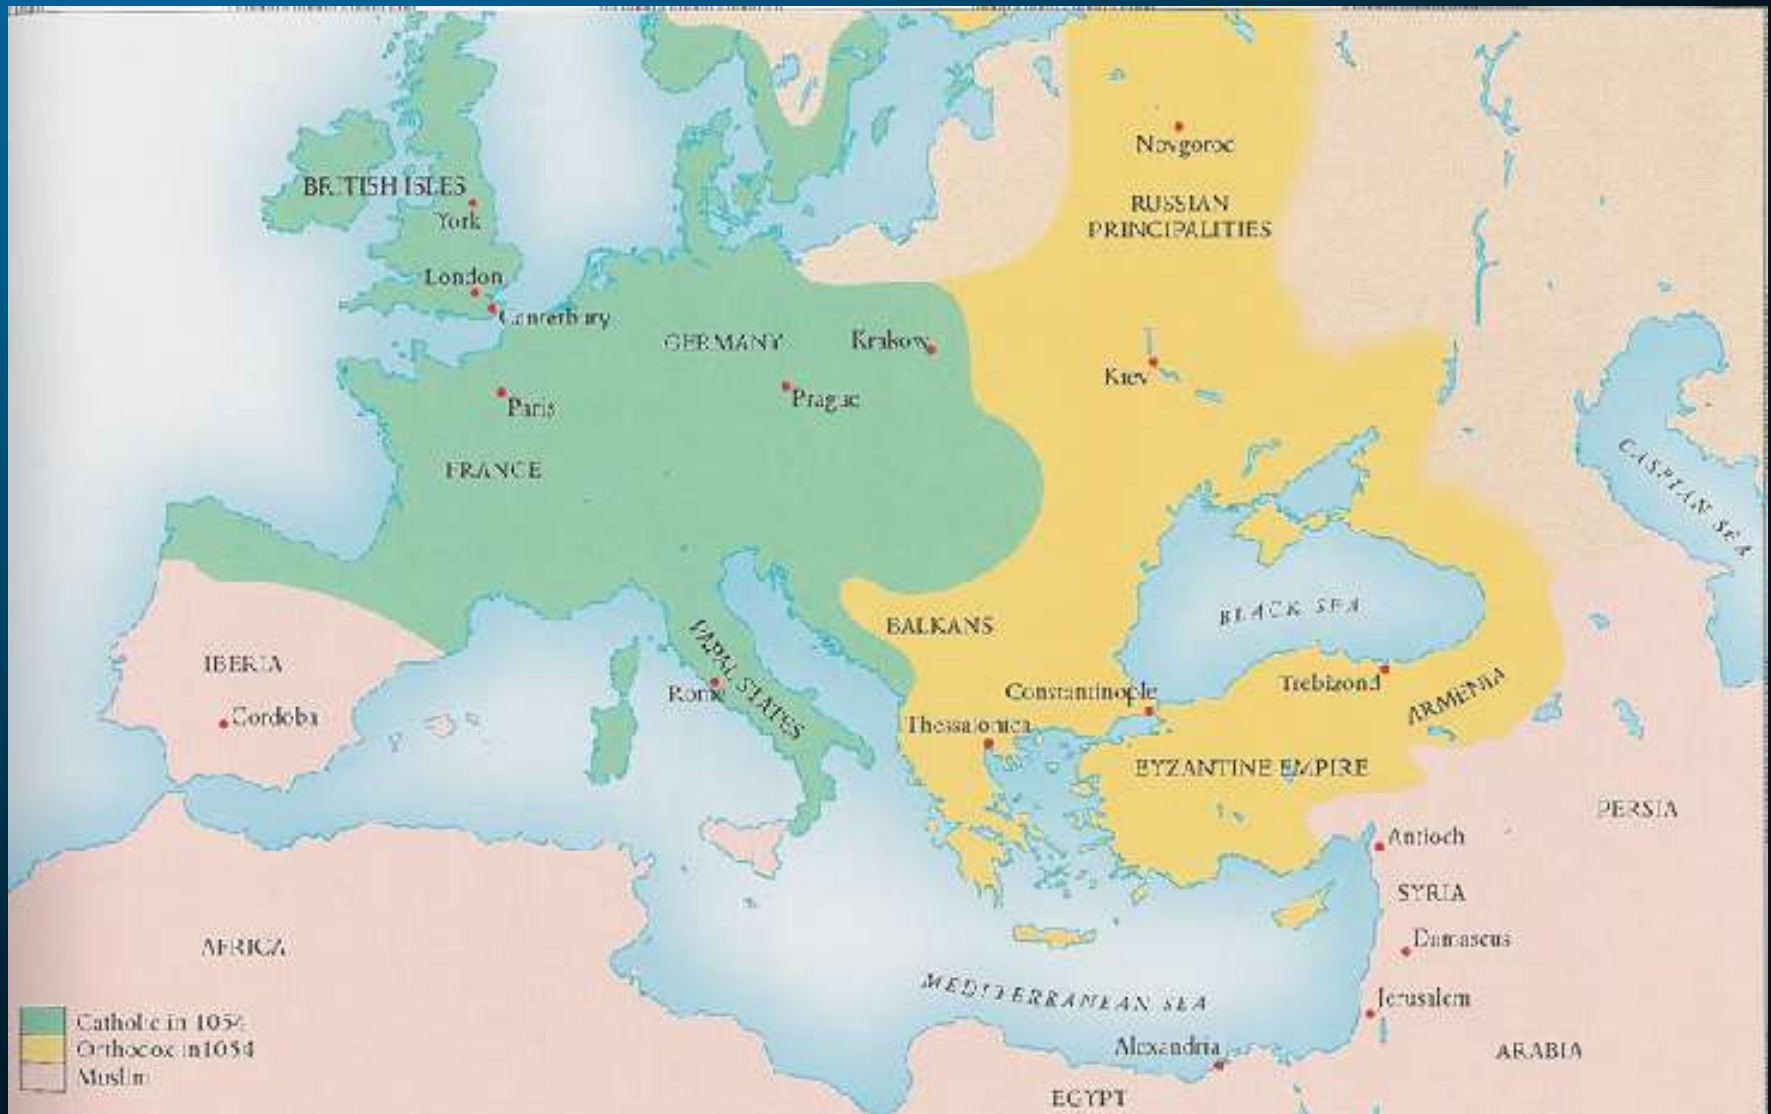 Novgorod
BRITISH ISLES
York
RUSSIAN
PRINCIPALITIES
London
Canterbury
GERMANY
Krakow
Kiev
Prague
Paris
FRANCE
CASPIAN SEA
BLACK SEA
BALKANS
PAPAL STATES
IBERIA
Rome
Constantinople
Trebizond
ARMENIA
Cordoba
Thessalonica
BYZANTINE EMPIRE
PERSIA
Antioch
SYRIA
AFRICA
Damascus
MEDITERRANEAN SEA
Jerusalem
Catholic in 1054
Orthodox in 1054
Muslim
Alexandria
ARABIA
EGYPT